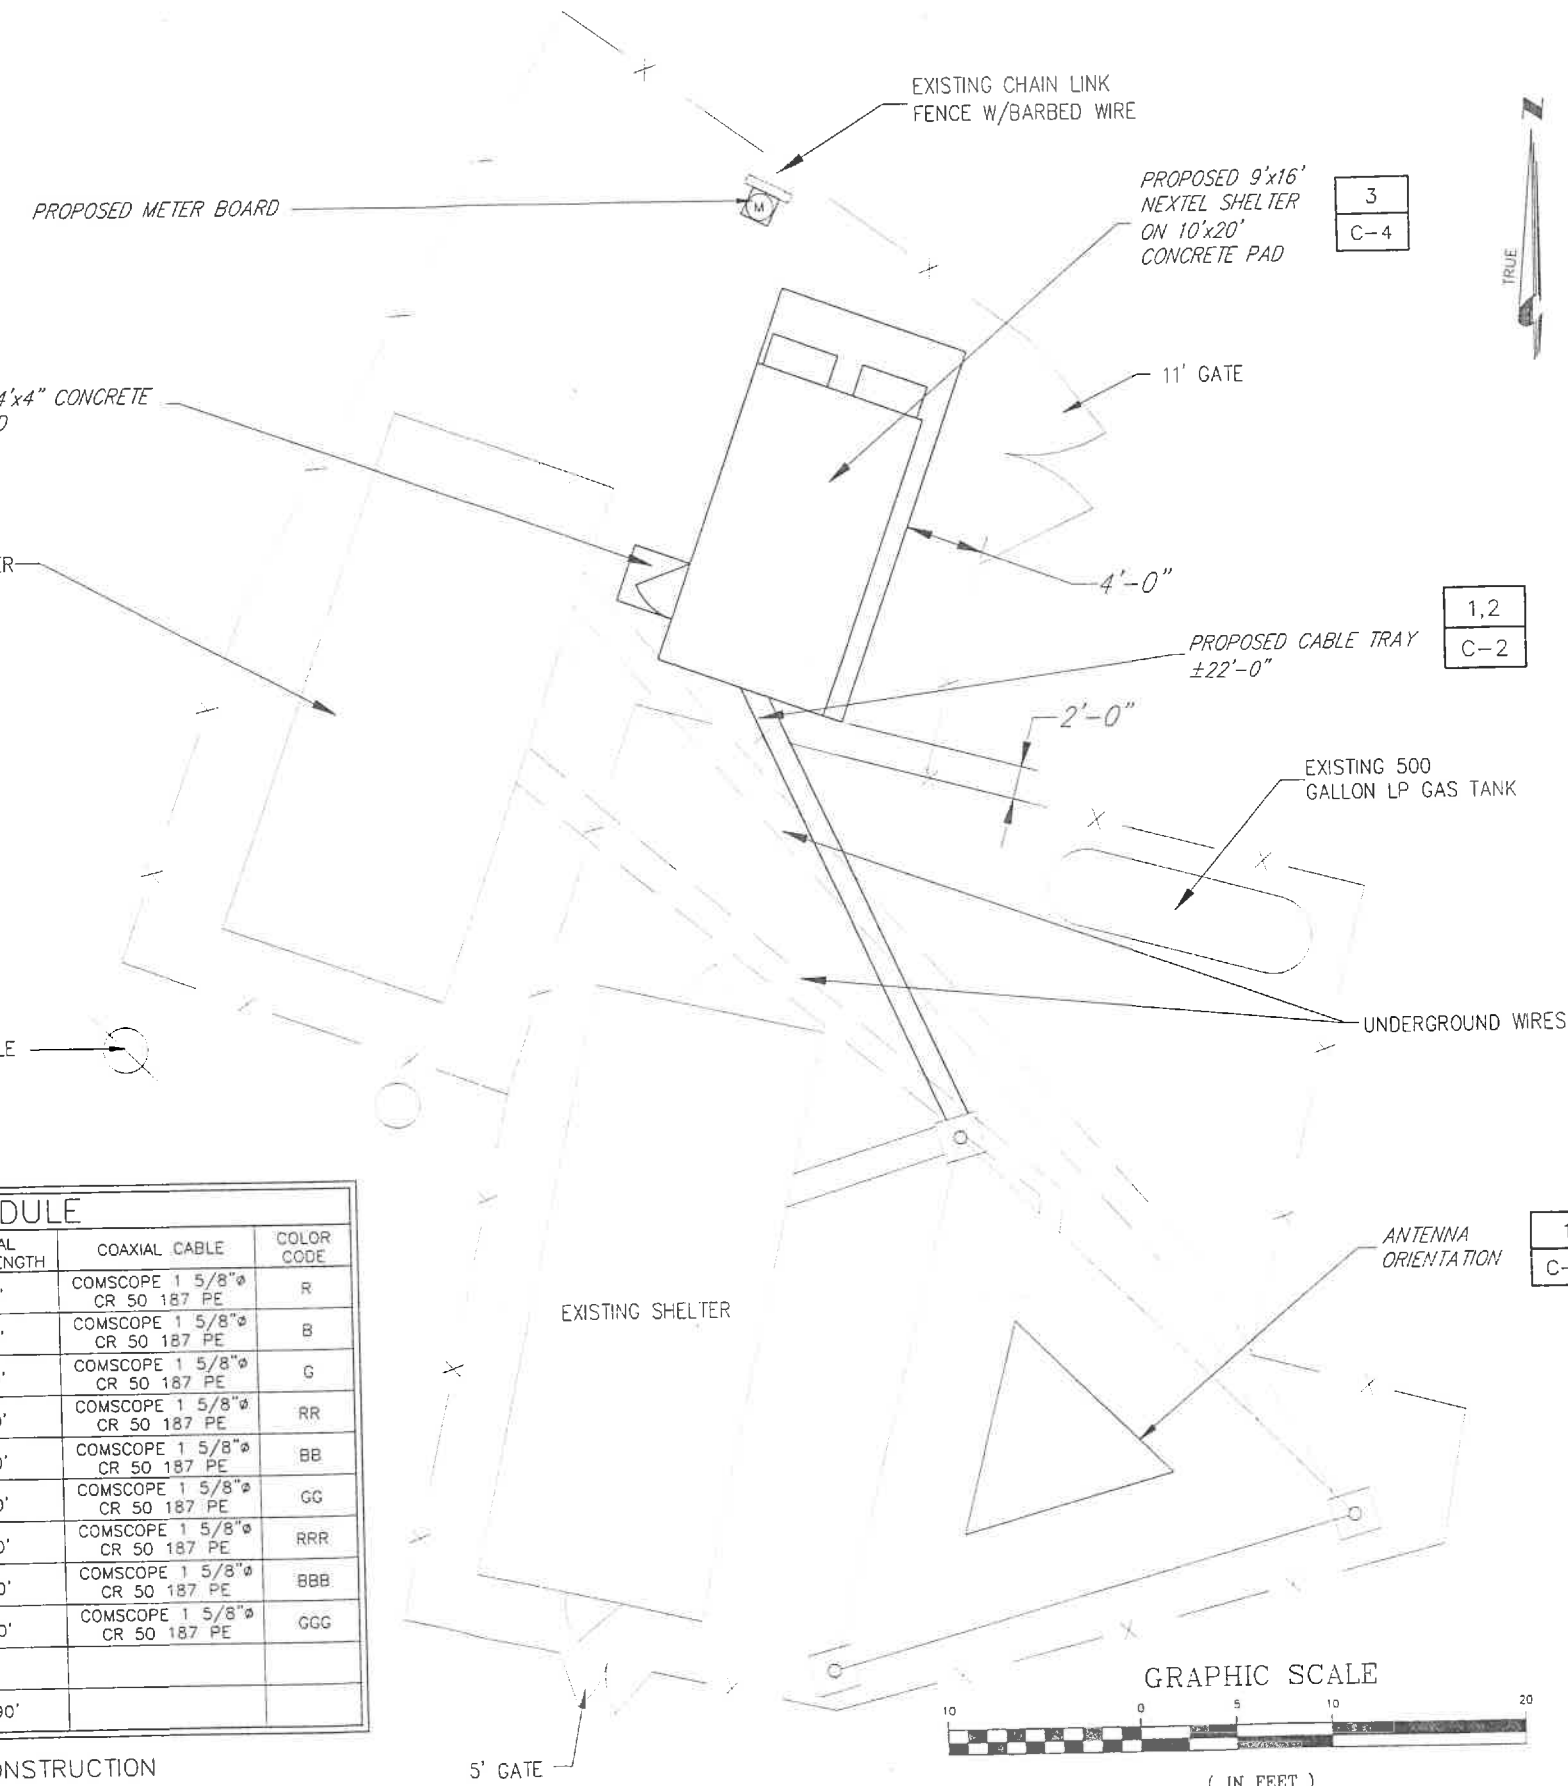 EXISTING CHAIN LINK
FENCE W/BARBED WIRE
PROPOSED METER BOARD
M
PROPOSED 9'x16'
NEXTEL SHELTER
ON 10'x20'
CONCRETE PAD
3
C-4
TRUE
11' GATE
4'x4" CONCRETE
4'-0"
1,2
C-2
PROPOSED CABLE TRAY
±22'-0"
2'-0"
EXISTING 500
GALLON LP GAS TANK
UNDERGROUND WIRES
ANTENNA
ORIENTATION
1
EXISTING SHELTER
DULE
COAXIAL CABLE
COLOR
CODE
COMSCOPE 1 5/8"ø
CR 50 187 PE
R
COMSCOPE 1 5/8"ø
CR 50 187 PE
B
COMSCOPE 1 5/8"ø
CR 50 187 PE
G
COMSCOPE 1 5/8"ø
CR 50 187 PE
RR
COMSCOPE 1 5/8"ø
CR 50 187 PE
BB
COMSCOPE 1 5/8"ø
CR 50 187 PE
GG
COMSCOPE 1 5/8"ø
CR 50 187 PE
RRR
COMSCOPE 1 5/8"ø
CR 50 187 PE
BBB
COMSCOPE 1 5/8"ø
CR 50 187 PE
GGG
90'
ONSTRUCTION
5' GATE
GRAPHIC SCALE
10 0 5 10 20
( IN FEET )